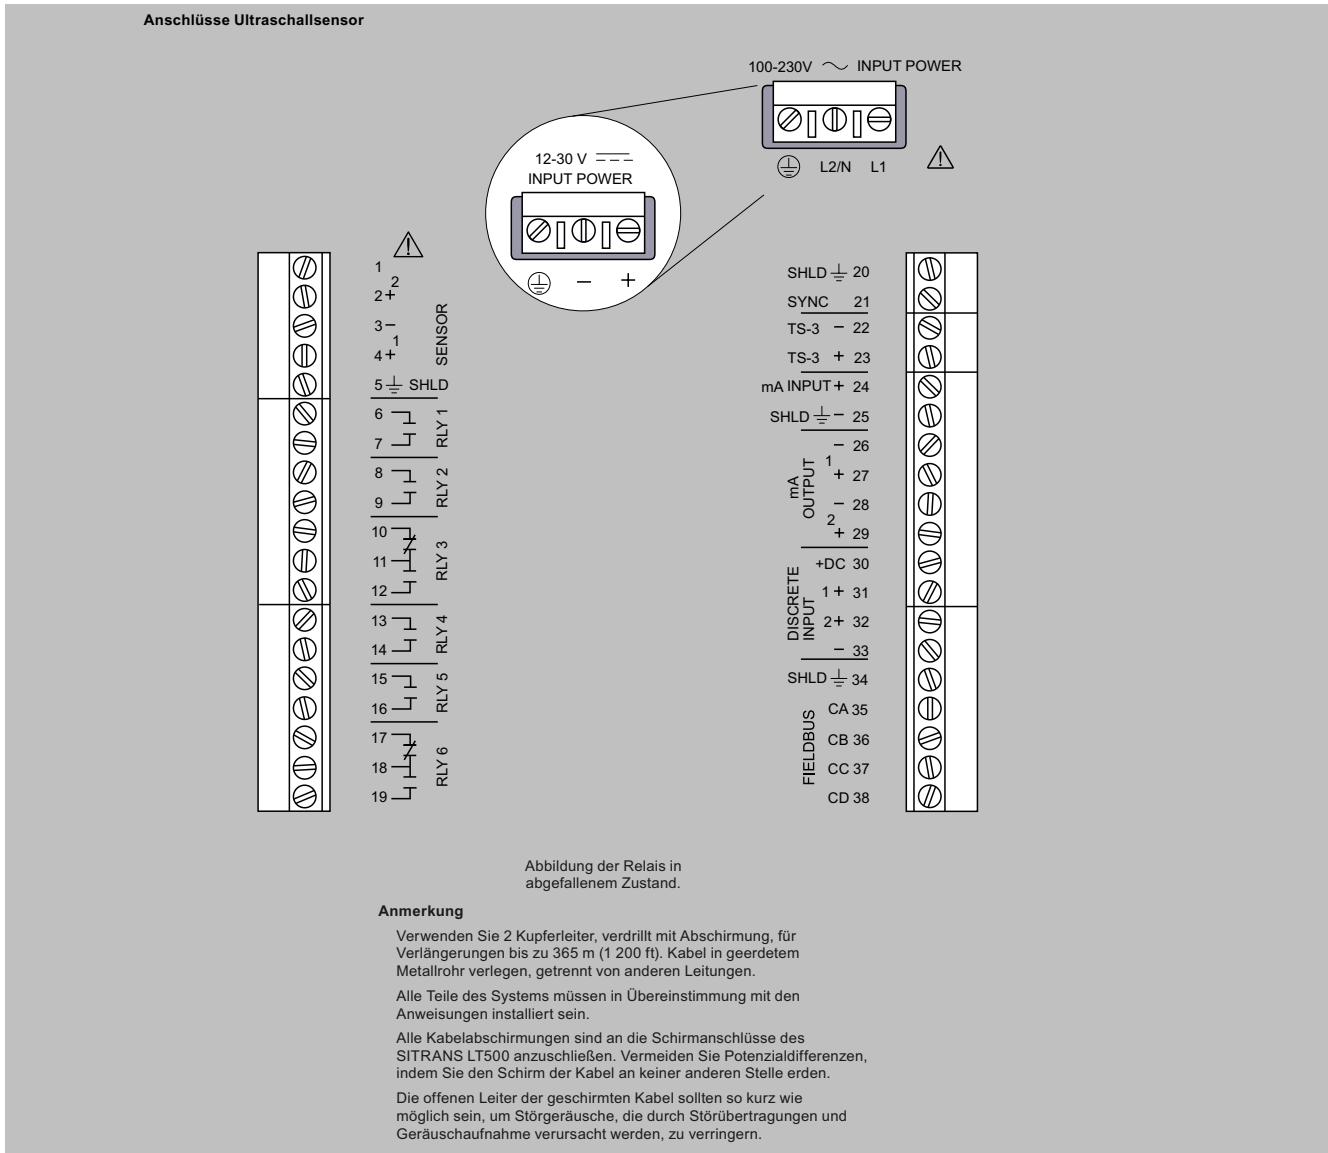 Anschlüsse Ultraschallsensor
100-230V INPUT POWER
L2/N L1
12-30 V
INPUT POWER
− +
1
2
2 +
3 −
1
4 +
SENSOR
5 SHLD
6
7
RLY 1
8
9
RLY 2
10
11
12
RLY 3
13
14
RLY 4
15
16
RLY 5
17
18
19
RLY 6
SHLD 20
SYNC 21
TS-3 − 22
TS-3 + 23
mA INPUT + 24
SHLD − 25
− 26
1
+ 27
− 28
2
+ 29
mA
OUTPUT
+DC 30
1 + 31
2 + 32
− 33
DISCRETE
INPUT
SHLD 34
CA 35
CB 36
CC 37
CD 38
FIELDBUS
Abbildung der Relais in
abgefallenem Zustand.
Anmerkung
Verwenden Sie 2 Kupferleiter, verdrillt mit Abschirmung, für
Verlängerungen bis zu 365 m (1 200 ft). Kabel in geerdetem
Metallrohr verlegen, getrennt von anderen Leitungen.
Alle Teile des Systems müssen in Übereinstimmung mit den
Anweisungen installiert sein.
Alle Kabelabschirmungen sind an die Schirmanschlüsse des
SITRANS LT500 anzuschließen. Vermeiden Sie Potenzialdifferenzen,
indem Sie den Schirm der Kabel an keiner anderen Stelle erden.
Die offenen Leiter der geschirmten Kabel sollten so kurz wie
möglich sein, um Störgeräusche, die durch Störübertragungen und
Geräuschaufnahme verursacht werden, zu verringern.